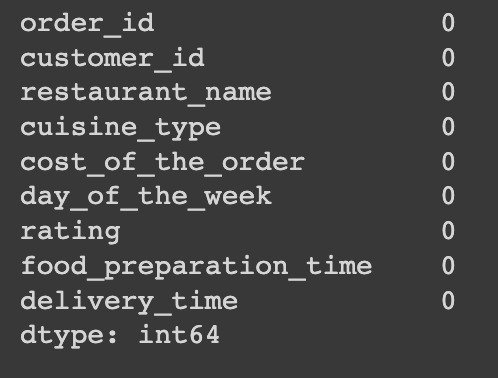 order_id 0
customer_id 0
restaurant_name 0
cuisine_type 0
cost_of_the_order 0
day_of_the_week 0
rating 0
food_preparation_time 0
delivery_time 0
dtype: int64